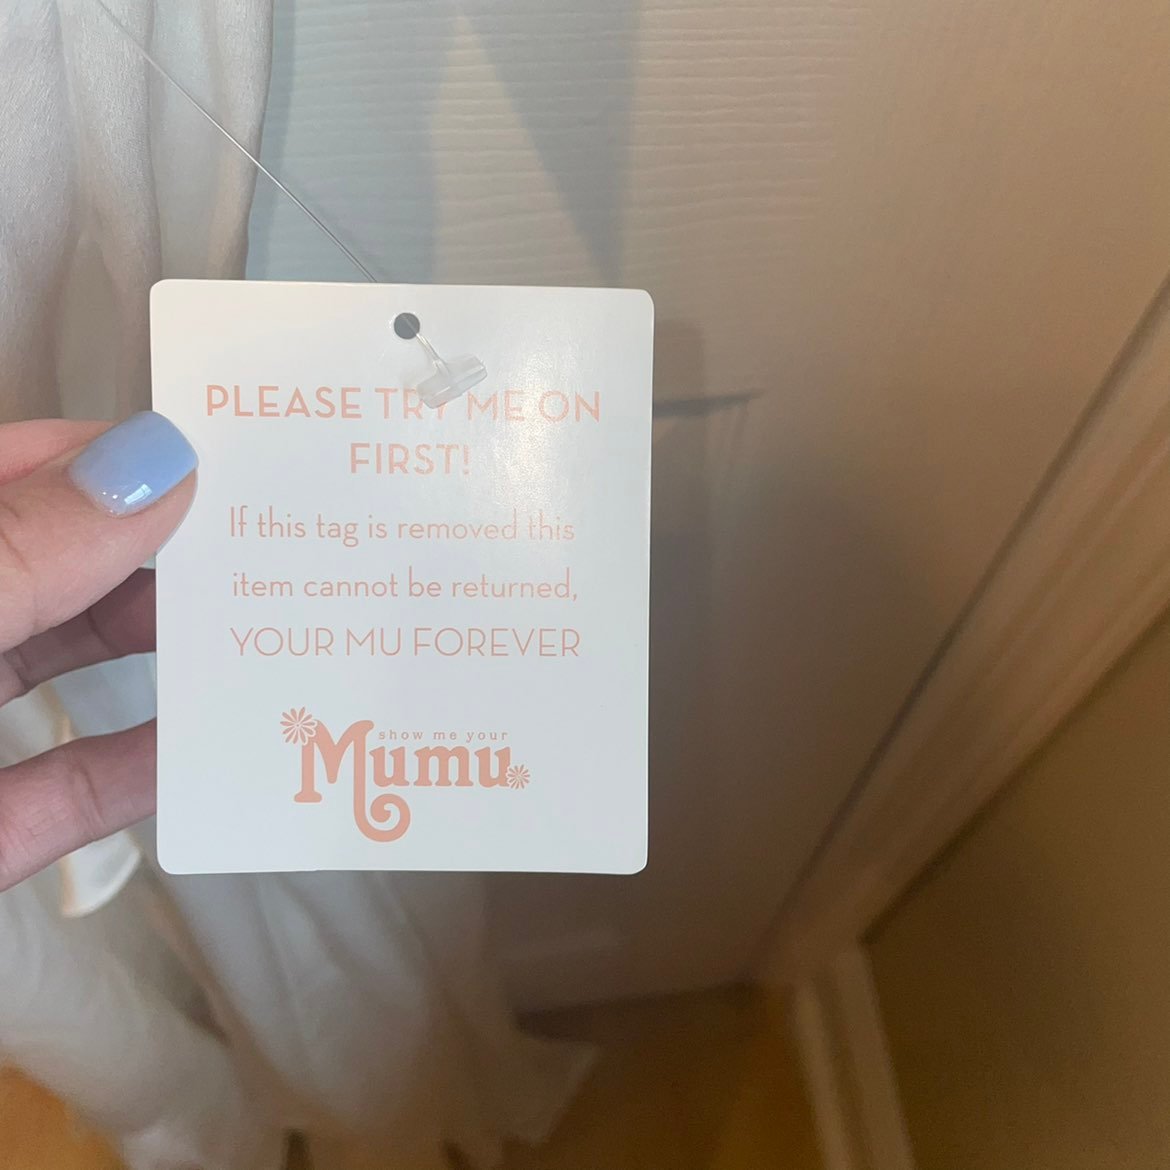 PLEASE TRY ME ON
FIRST!
If this tag is removed this
item cannot be returned,
YOUR MU FOREVER
show me your
Mumu